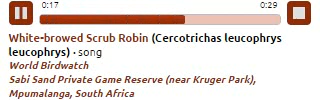 0:17 0:29
White-browed Scrub Robin (Cercotrichas leucophrys
leucophrys) · song
World Birdwatch
Sabi Sand Private Game Reserve (near Kruger Park),
Mpumalanga, South Africa